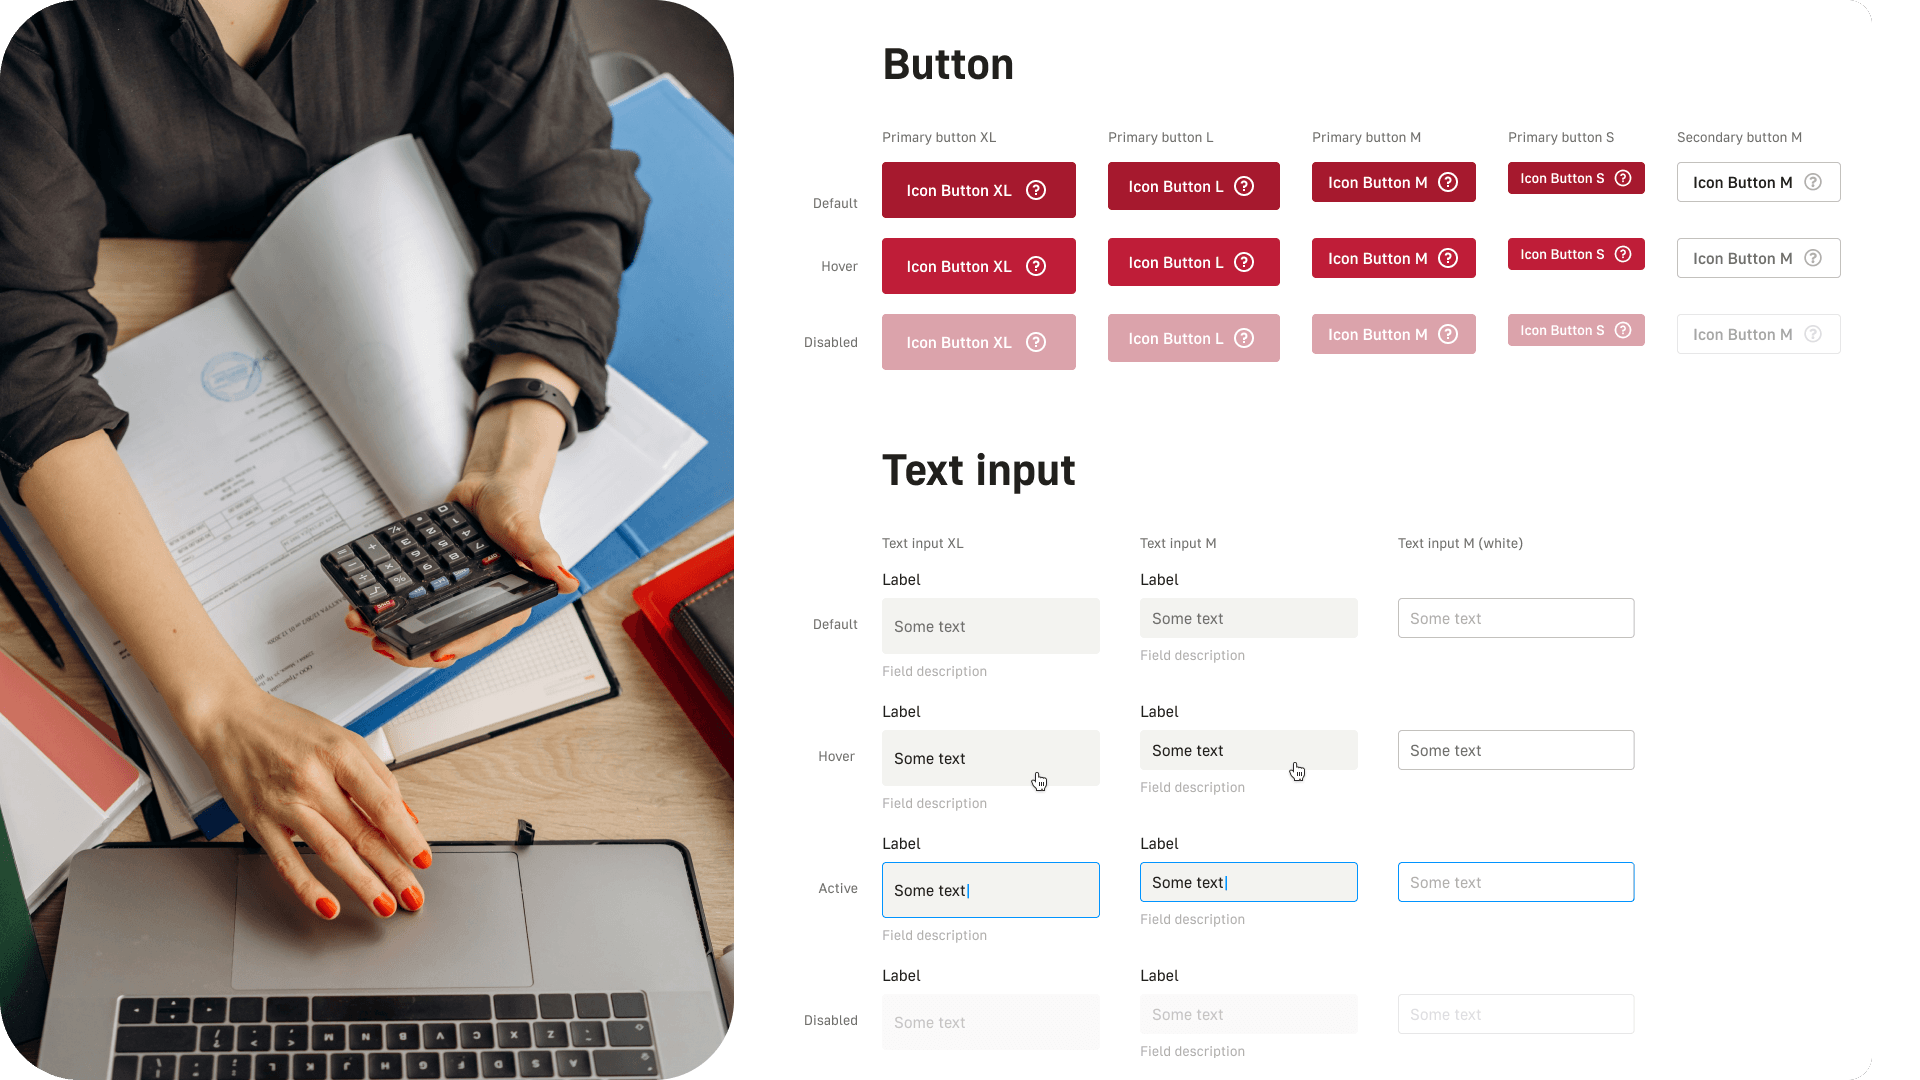 Button
Primary button XL
Primary button L
Primary button M
Primary button S
Secondary button M
Default
Icon Button XL
Icon Button L
Icon Button M
Icon Button S
Icon Button M
Hover
Icon Button XL
Icon Button L
Icon Button M
Icon Button S
Icon Button M
Disabled
Icon Button XL
Icon Button L
Icon Button M
Icon Button S
Icon Button M
Text input
Text input XL
Text input M
Text input M (white)
Label
Label
Default
Some text
Some text
Some text
Field description
Field description
Label
Label
Hover
Some text
Some text
Some text
Field description
Field description
Label
Label
Active
Some text
Some text
Some text
Field description
Field description
Label
Label
Disabled
Some text
Some text
Some text
Field description